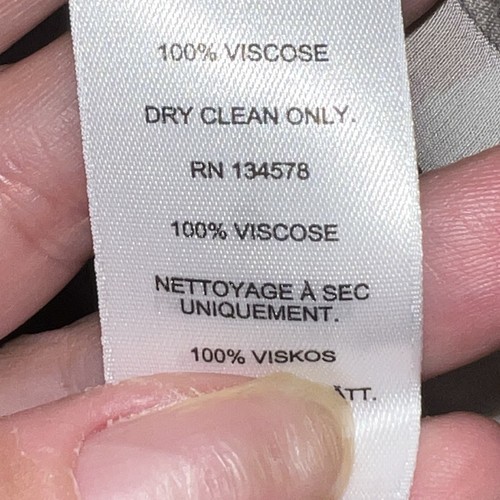 100% VISCOSE
DRY CLEAN ONLY.
RN 134578
100% VISCOSE
NETTOYAGE À SEC
UNIQUEMENT.
100% VISKOS